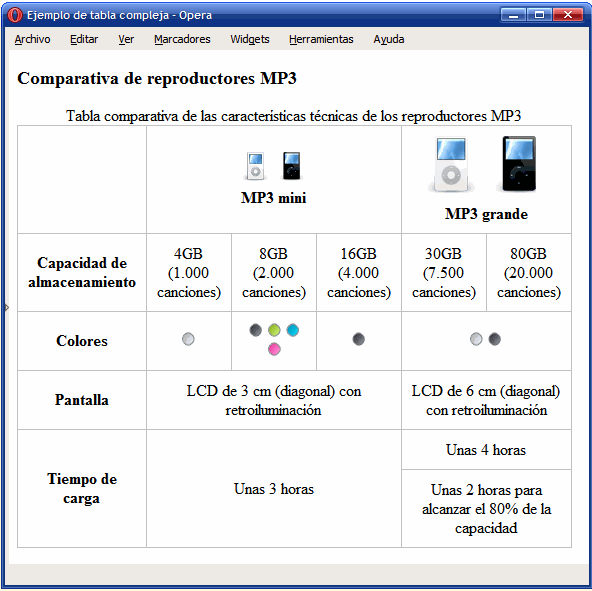 Ejemplo de tabla compleja - Opera
Archivo Editar Ver Marcadores Widgets Herramientas Ayuda
Comparativa de reproductores MP3
Tabla comparativa de las caracteristicas técnicas de los reproductores MP3
MP3 mini
MP3 grande
Capacidad de
almacenamiento
4GB
(1.000
canciones)
8GB
(2.000
canciones)
16GB
(4.000
canciones)
30GB
(7.500
canciones)
80GB
(20.000
canciones)
Colores
Pantalla
LCD de 3 cm (diagonal) con
retroiluminación
LCD de 6 cm (diagonal)
con retroiluminación
Tiempo de
carga
Unas 3 horas
Unas 4 horas
Unas 2 horas para
alcanzar el 80% de la
capacidad